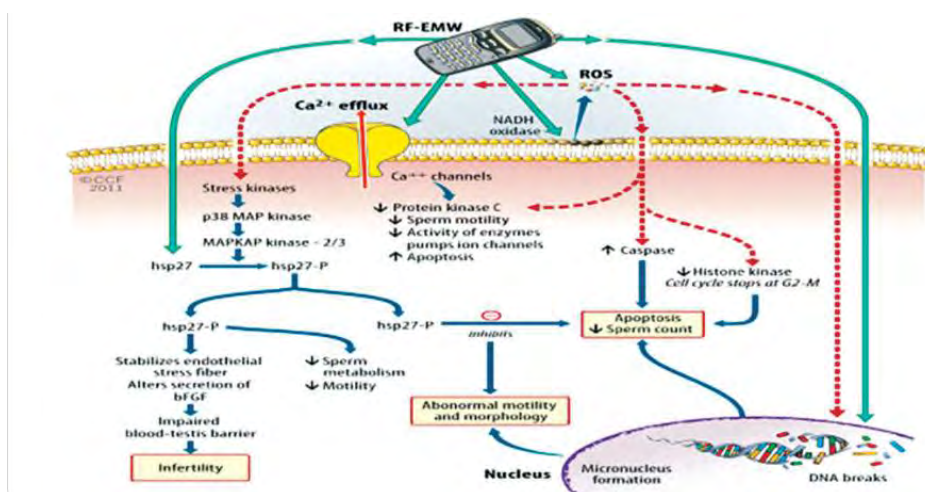 RF-EMW
ROS
Ca2+ efflux
NADH
oxidase
©CCF
2011
Stress kinases
p38 MAP kinase
MAPKAP kinase - 2/3
hsp27
hsp27-P
Ca++ channels
↓ Protein kinase C
↓ Sperm motility
↓ Activity of enzymes
pumps ion channels
↑ Apoptosis
↑ Caspase
↓ Histone kinase
Cell cycle stops at G2-M
hsp27-P
Stabilizes endothelial
stress fiber
Alters secretion of
bFGF
Impaired
blood-testis barrier
Infertility
↓ Sperm
metabolism
↓ Motility
hsp27-P
Inhibits
Apoptosis
↓ Sperm count
Abonormal motility
and morphology
Nucleus
Micronucleus
formation
DNA breaks